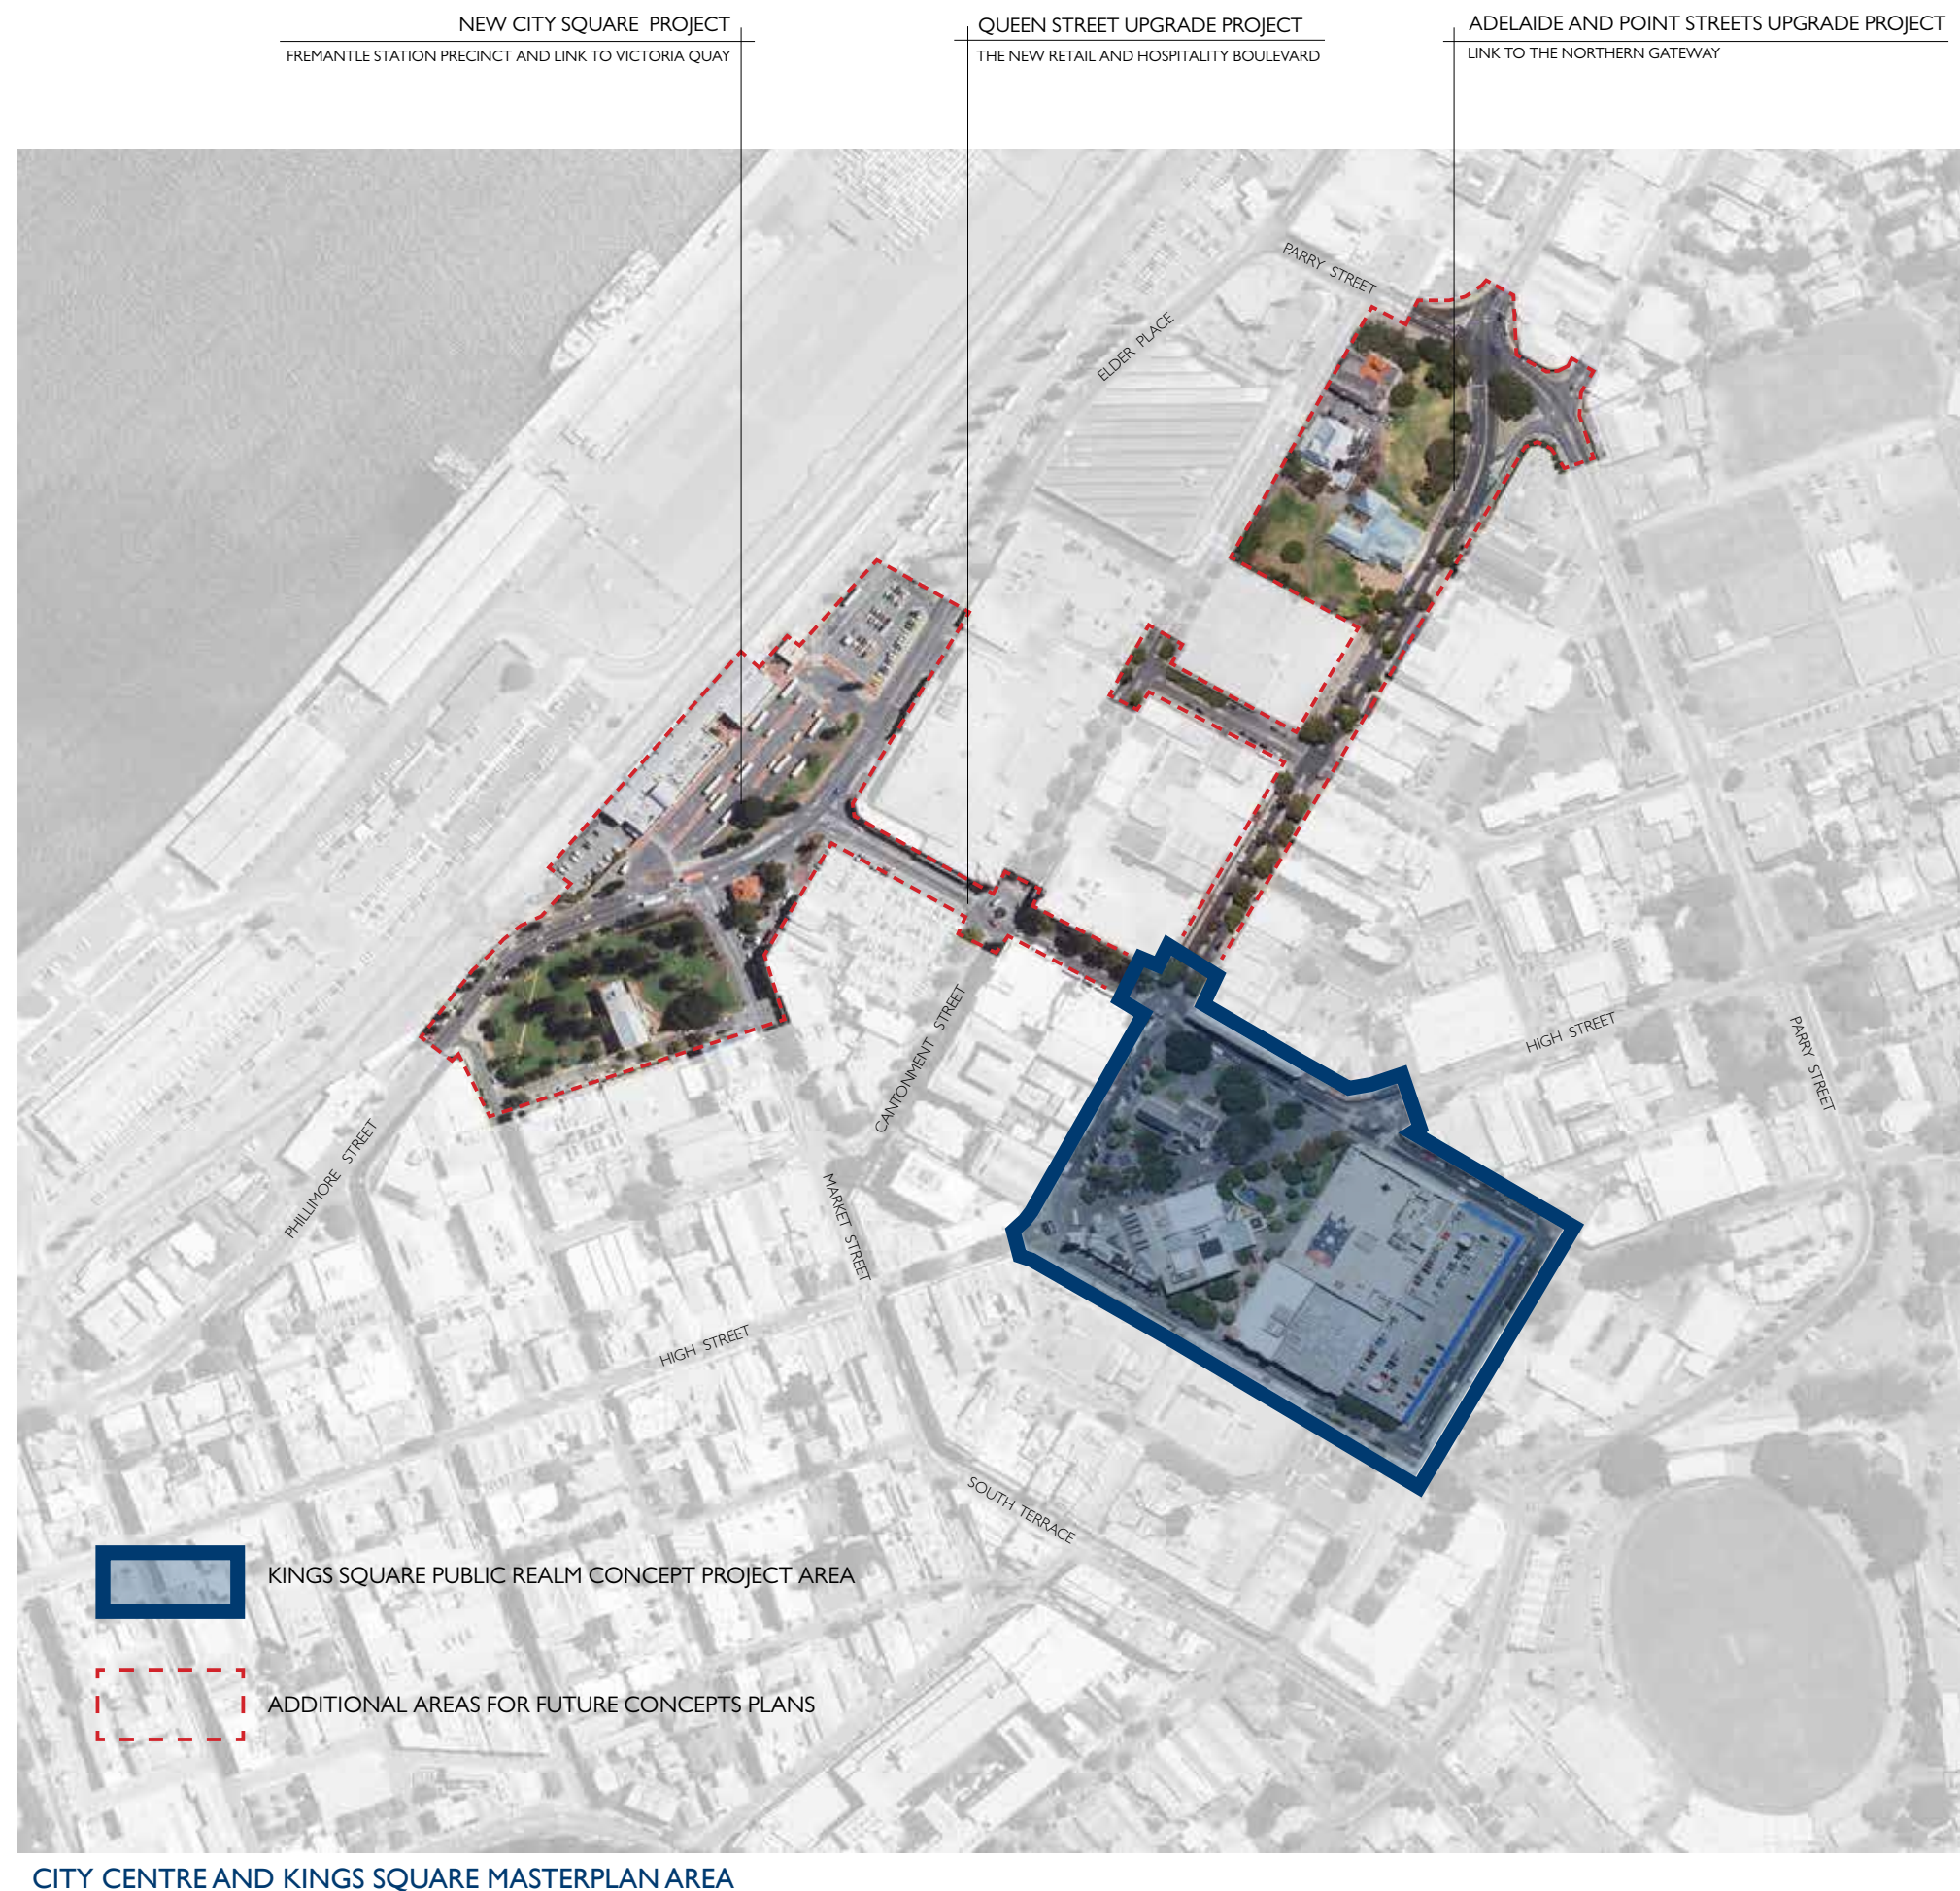 NEW CITY SQUARE PROJECT
FREMANTLE STATION PRECINCT AND LINK TO VICTORIA QUAY
QUEEN STREET UPGRADE PROJECT
THE NEW RETAIL AND HOSPITALITY BOULEVARD
ADELAIDE AND POINT STREETS UPGRADE PROJECT
LINK TO THE NORTHERN GATEWAY
PARRY STREET
ELDER PLACE
CANTONMENT STREET
HIGH STREET
PARRY STREET
PHILLIMORE STREET
MARKET STREET
HIGH STREET
SOUTH TERRACE
KINGS SQUARE PUBLIC REALM CONCEPT PROJECT AREA
ADDITIONAL AREAS FOR FUTURE CONCEPTS PLANS
CITY CENTRE AND KINGS SQUARE MASTERPLAN AREA